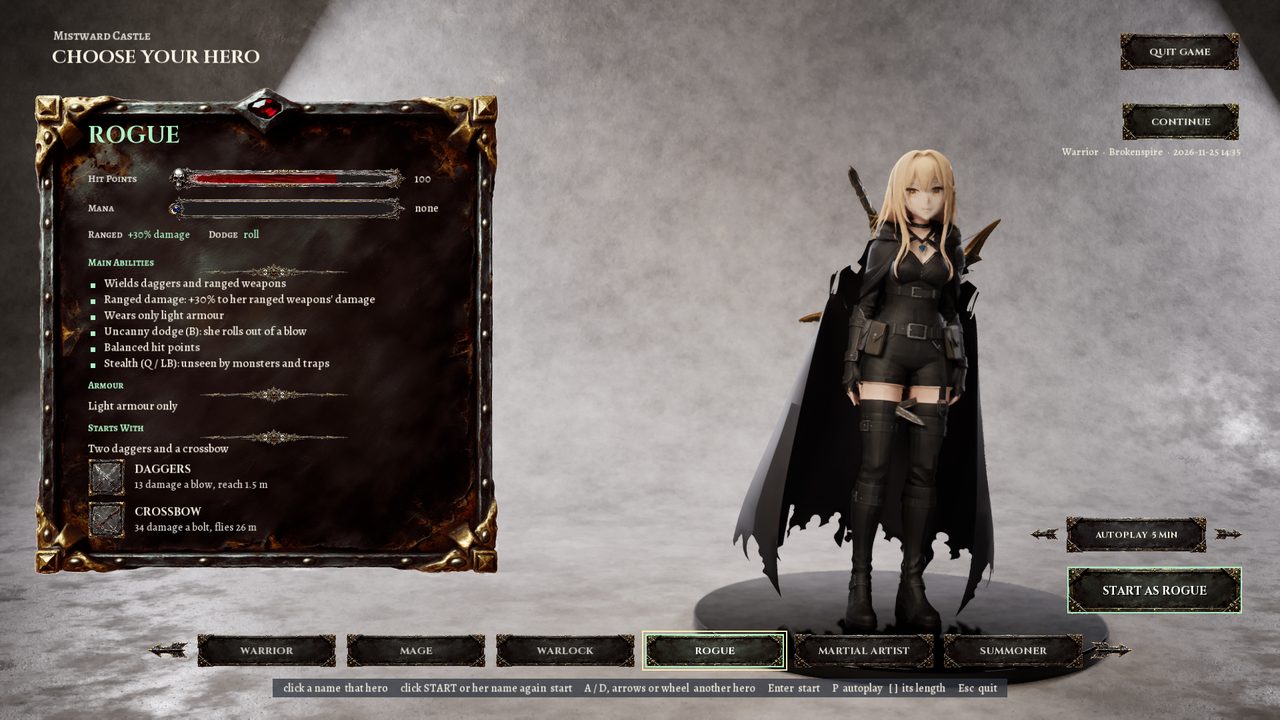 Mistward Castle
CHOOSE YOUR HERO
QUIT GAME
CONTINUE
Warrior · Brokenspire · 2026-11-25 14:35
ROGUE
Hit Points 100
Mana none
Ranged +30% damage Dodge roll
Main Abilities
Wields daggers and ranged weapons
Ranged damage: +30% to her ranged weapons' damage
Wears only light armour
Uncanny dodge (B): she rolls out of a blow
Balanced hit points
Stealth (Q / LB): unseen by monsters and traps
Armour
Light armour only
Starts With
Two daggers and a crossbow
DAGGERS
13 damage a blow, reach 1.5 m
CROSSBOW
34 damage a bolt, flies 26 m
AUTOPLAY 5 MIN
START AS ROGUE
WARRIOR MAGE WARLOCK ROGUE MARTIAL ARTIST SUMMONER
click a name that hero click START or her name again start A / D, arrows or wheel another hero Enter start P autoplay [ ] its length Esc quit